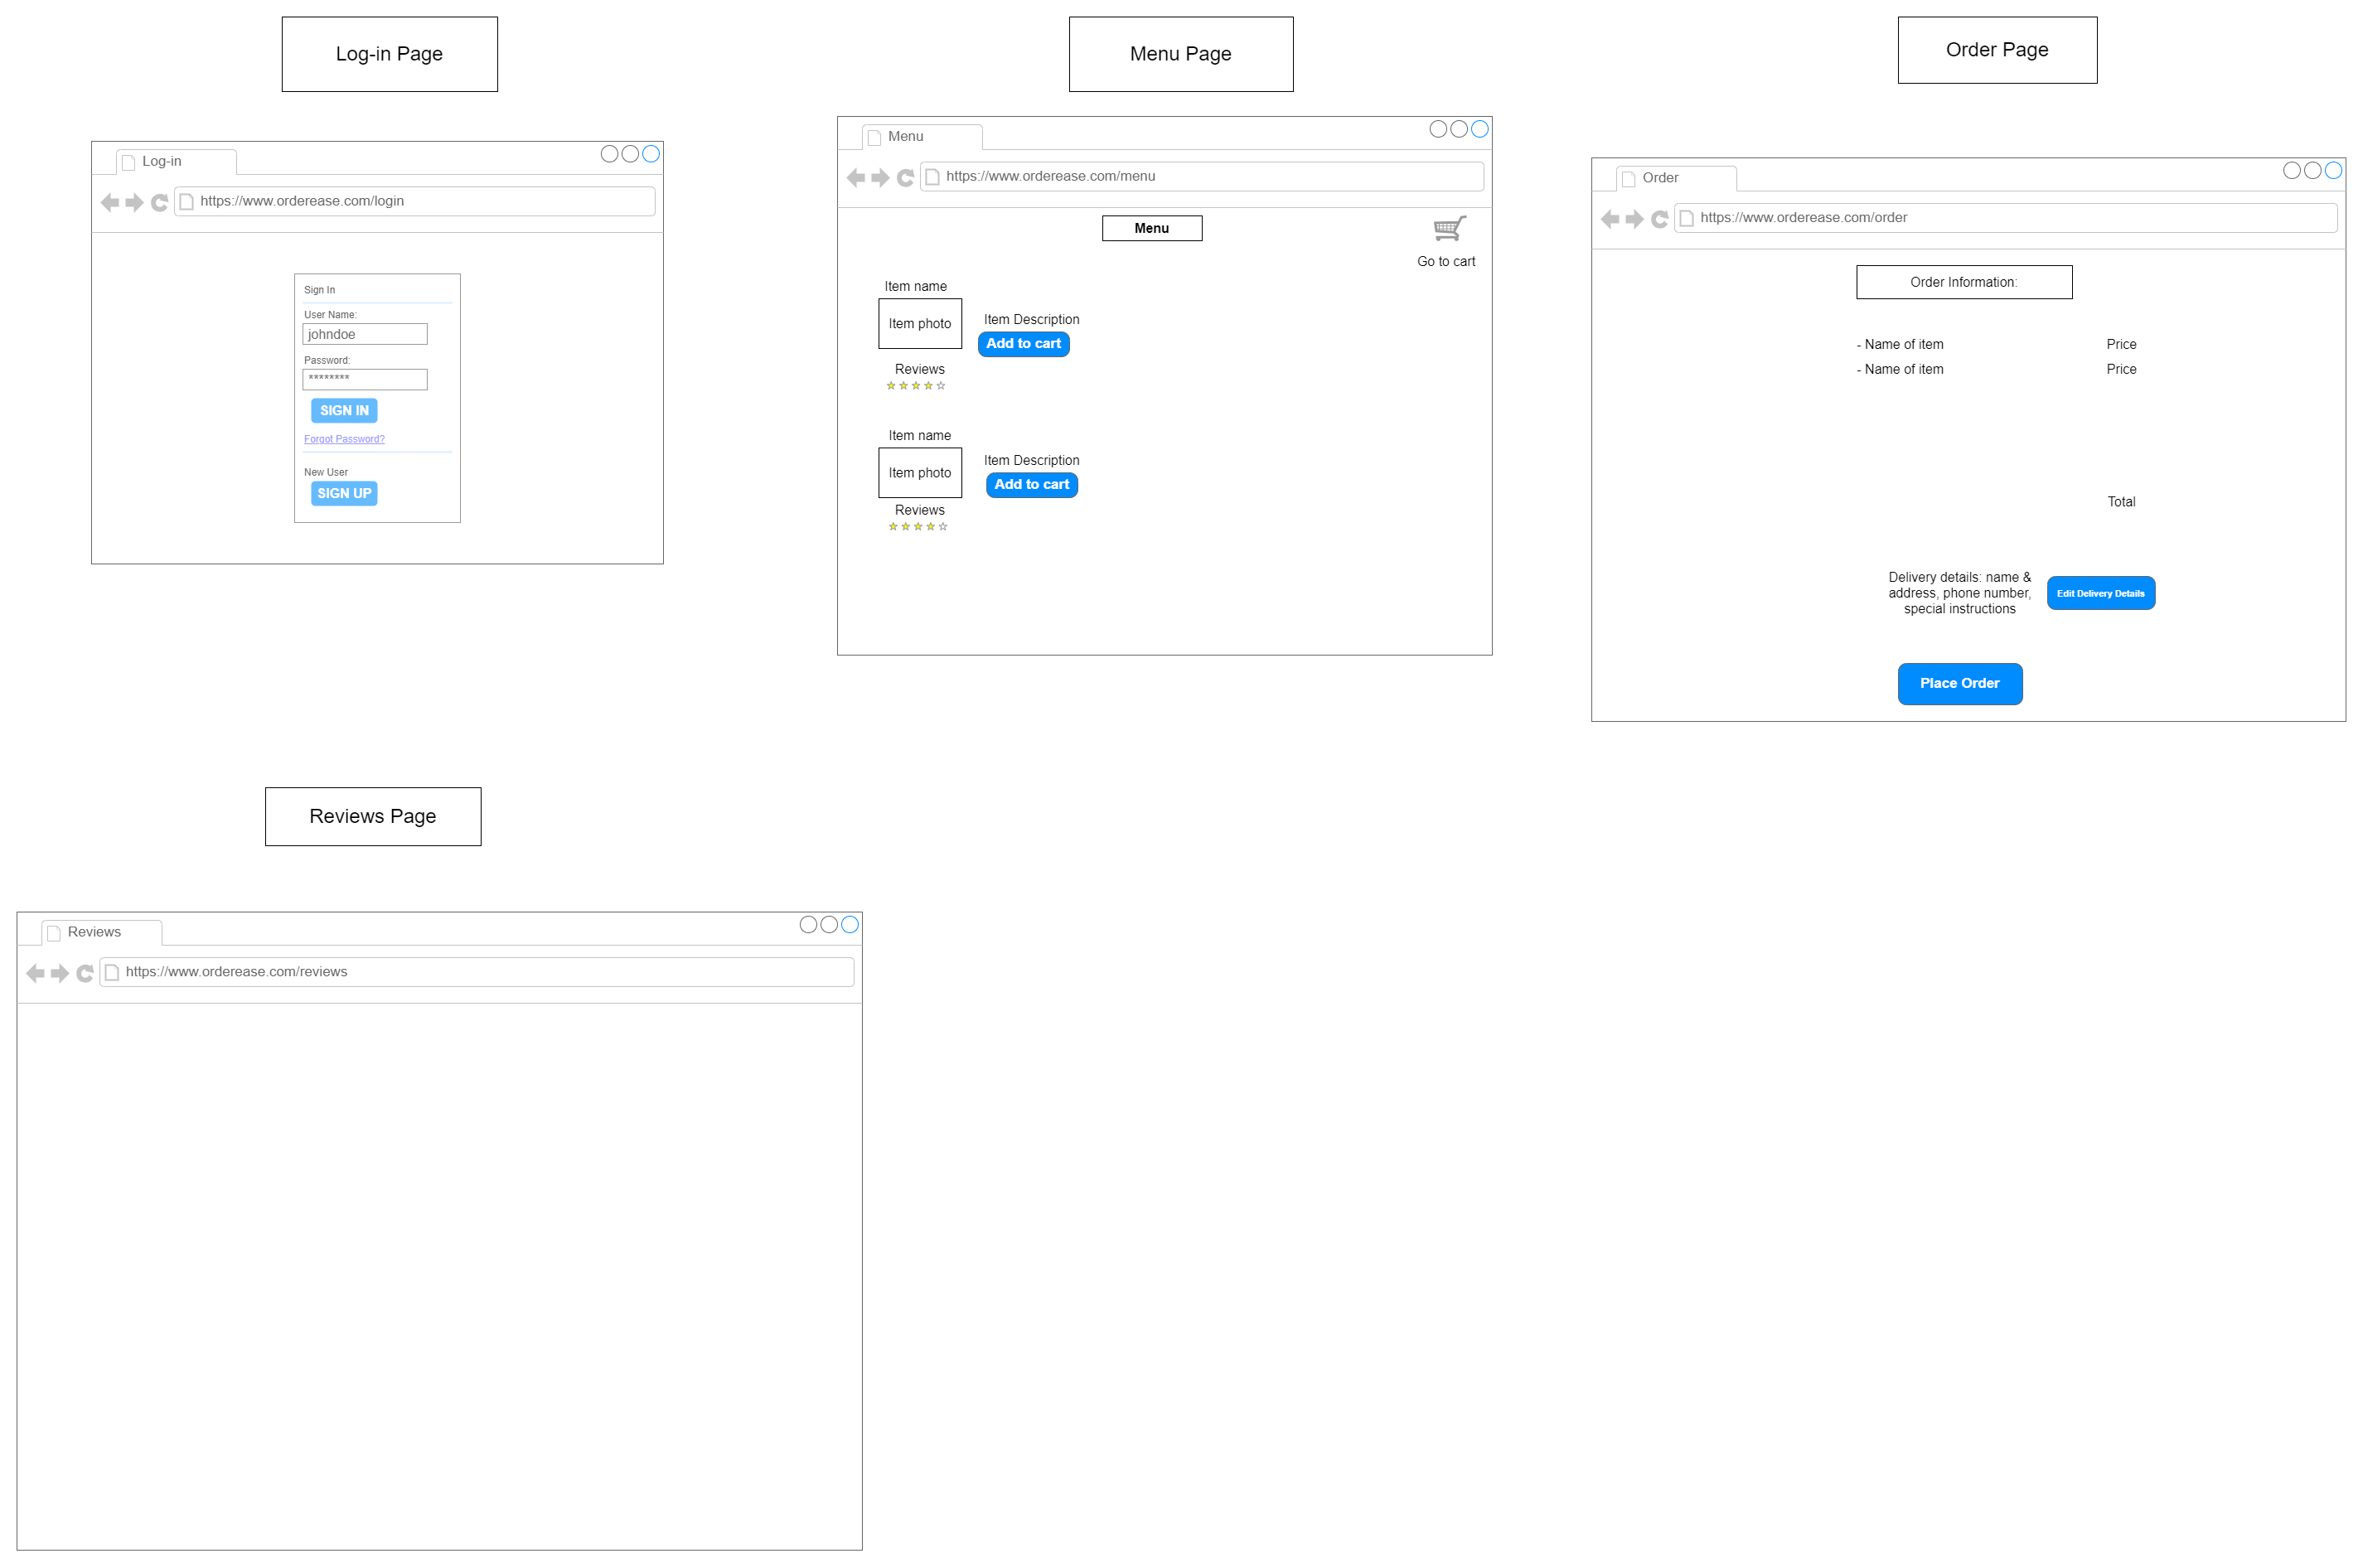 Log-in Page
Log-in
https://www.orderease.com/login
Sign In
User Name:
johndoe
Password:
********
SIGN IN
Forgot Password?
New User
SIGN UP
Menu Page
Menu
https://www.orderease.com/menu
Menu
Go to cart
Item name
Item photo
Item Description
Add to cart
Reviews
Item name
Item photo
Item Description
Add to cart
Reviews
Order Page
Order
https://www.orderease.com/order
Order Information:
- Name of item Price
- Name of item Price
Total
Delivery details: name &
address, phone number,
special instructions
Edit Delivery Details
Place Order
Reviews Page
Reviews
https://www.orderease.com/reviews